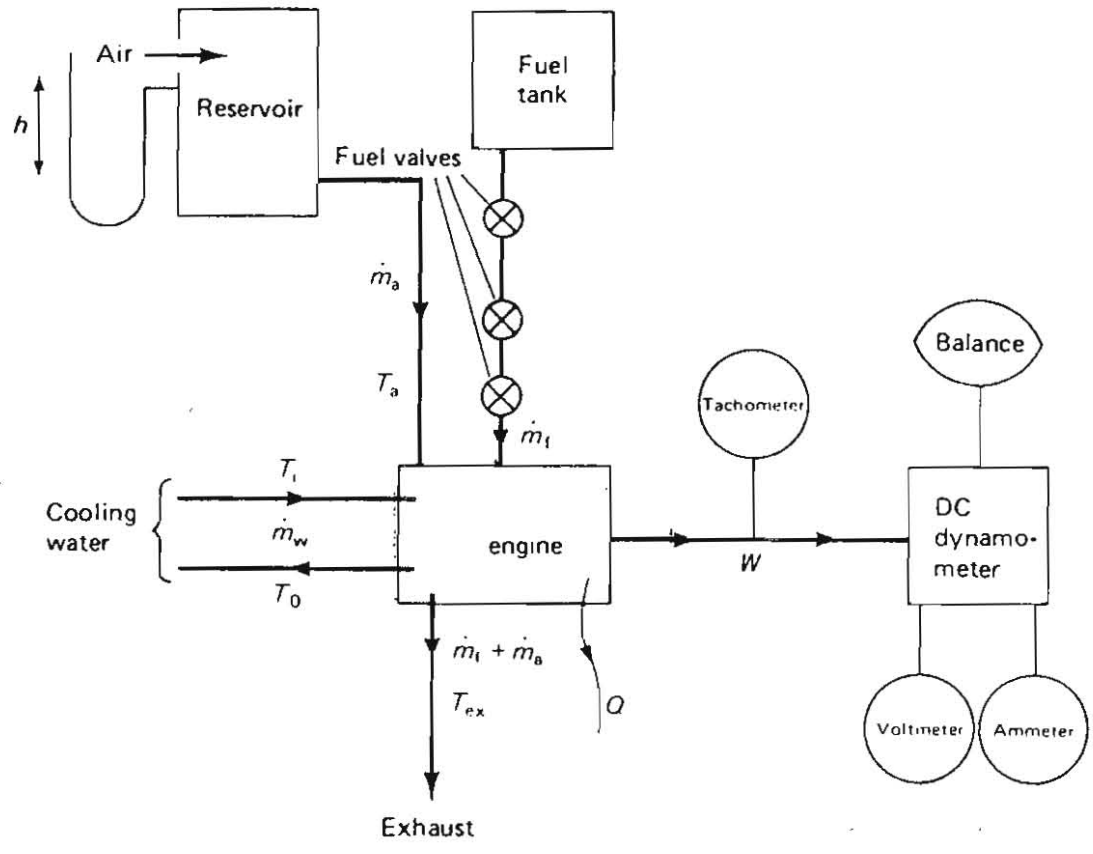 Air
h
Reservoir
Fuel
tank
Fuel valves
ṁa
Ta
ṁf
Tachometer
Balance
Ti
Cooling
water
ṁw
T0
engine
W
DC
dynamo-
meter
ṁf + ṁa
Tex
Q
Voltmeter
Ammeter
Exhaust